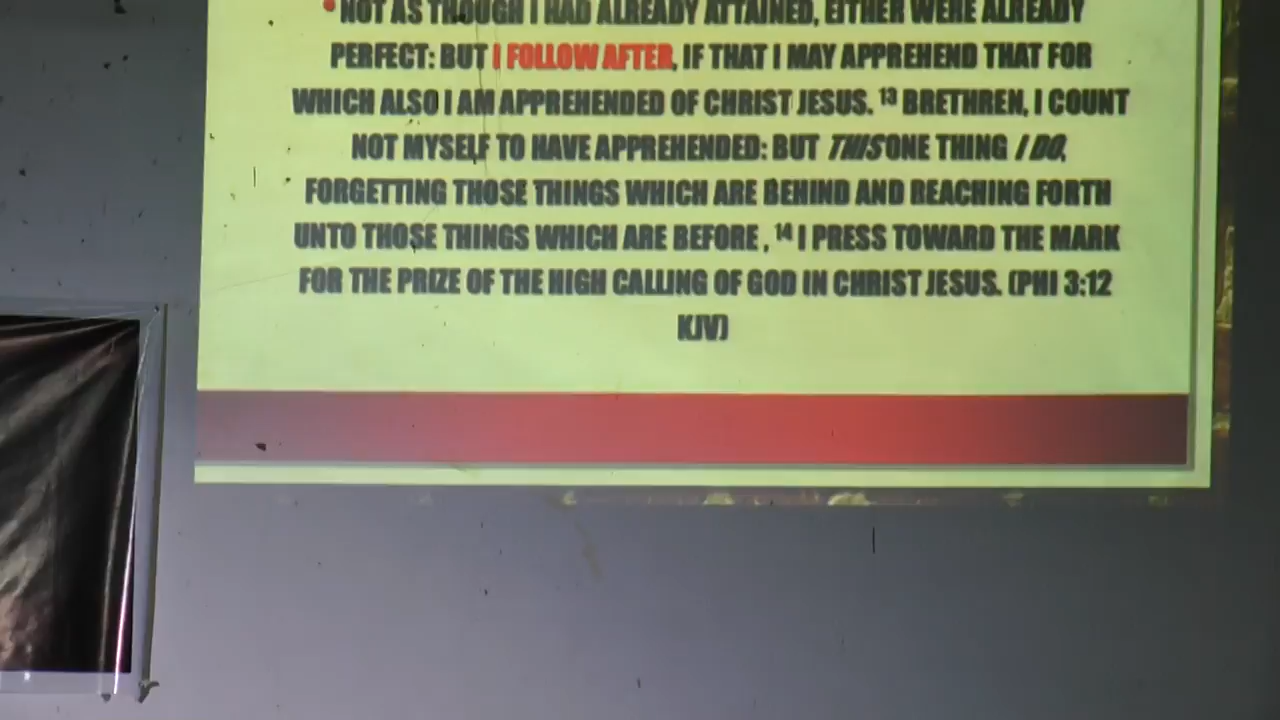 • NOT AS THOUGH I HAD ALREADY ATTAINED, EITHER WERE ALREADY
PERFECT: BUT I FOLLOW AFTER, IF THAT I MAY APPREHEND THAT FOR
WHICH ALSO I AM APPREHENDED OF CHRIST JESUS. ¹³ BRETHREN, I COUNT
NOT MYSELF TO HAVE APPREHENDED: BUT THIS ONE THING I DO,
FORGETTING THOSE THINGS WHICH ARE BEHIND AND REACHING FORTH
UNTO THOSE THINGS WHICH ARE BEFORE , ¹⁴ I PRESS TOWARD THE MARK
FOR THE PRIZE OF THE HIGH CALLING OF GOD IN CHRIST JESUS. (PHI 3:12
KJV)